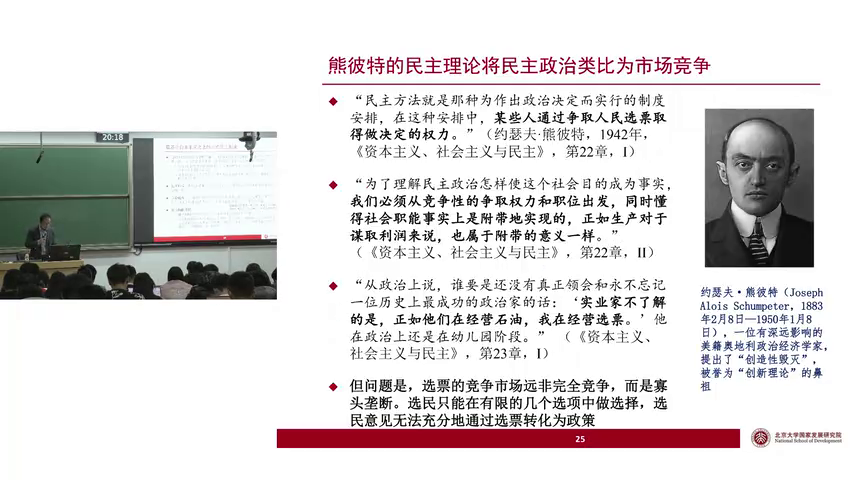 熊彼特的民主理论将民主政治类比为市场竞争
◆ “民主方法就是那种为作出政治决定而实行的制度
安排，在这种安排中，某些人通过争取人民选票取
得做决定的权力。”（约瑟夫·熊彼特，1942年，
《资本主义、社会主义与民主》，第22章，I）
◆ “为了理解民主政治怎样使这个社会目的成为事实，
我们必须从竞争性的争取权力和职位出发，同时懂
得社会职能事实上是附带地实现的，正如生产对于
谋取利润来说，也属于附带的意义一样。”
（《资本主义、社会主义与民主》，第22章，II）
◆ “从政治上说，谁要是还没有真正领会和永不忘记
一位历史上最成功的政治家的话：‘实业家不了解
的是，正如他们在经营石油，我在经营选票。’他
在政治上还是在幼儿园阶段。” （《资本主义、
社会主义与民主》，第23章，I）
◆ 但问题是，选票的竞争市场远非完全竞争，而是寡
头垄断。选民只能在有限的几个选项中做选择，选
民意见无法充分地通过选票转化为政策
约瑟夫·熊彼特（Joseph
Alois Schumpeter，1883
年2月8日—1950年1月8
日），一位有深远影响的
美籍奥地利政治经济学家，
提出了“创造性毁灭”，
被誉为“创新理论”的鼻
祖
20:18
25
北京大学国家发展研究院
National School of Development